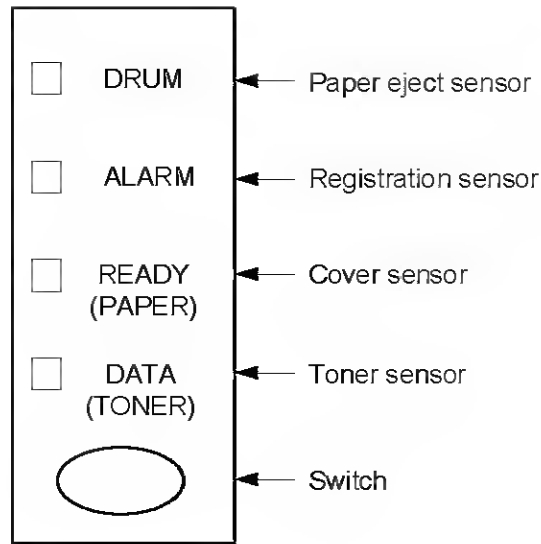 DRUM
Paper eject sensor
ALARM
Registration sensor
READY
(PAPER)
Cover sensor
DATA
(TONER)
Toner sensor
Switch